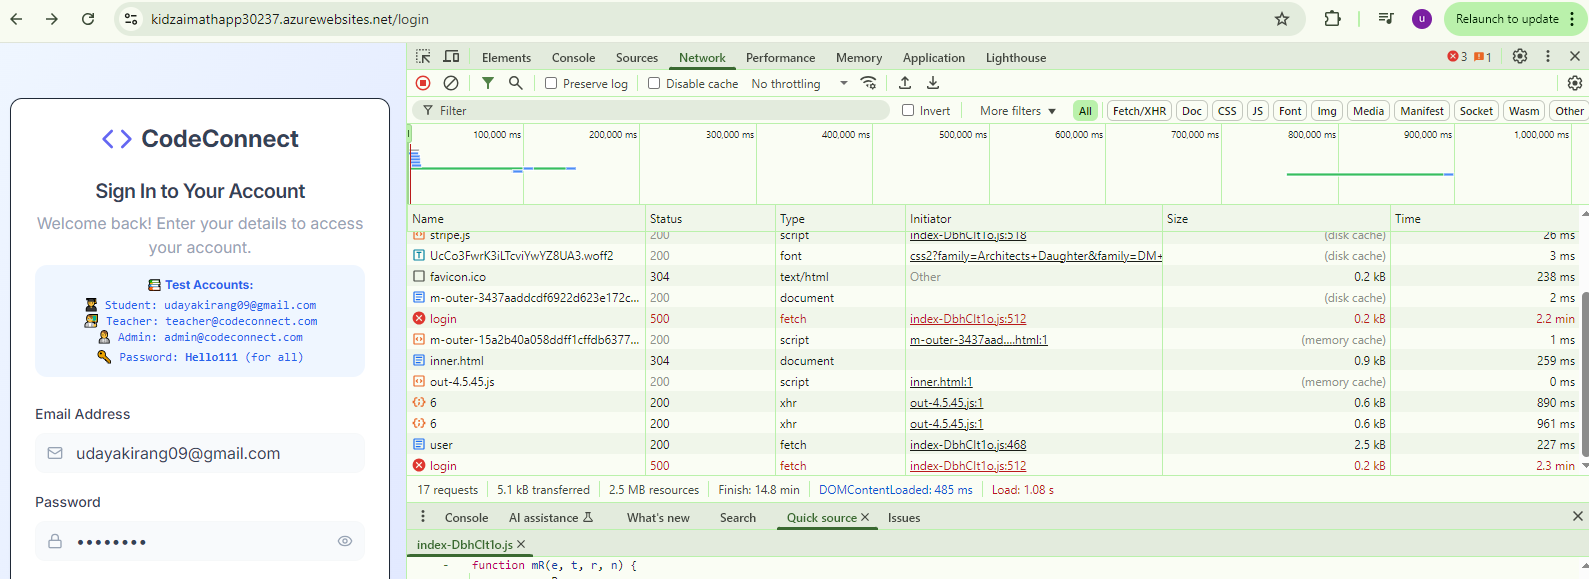 kidzaimathapp30237.azurewebsites.net/login
u
Relaunch to update
CodeConnect
Sign In to Your Account
Welcome back! Enter your details to access
your account.
Test Accounts:
Student: udayakirang09@gmail.com
Teacher: teacher@codeconnect.com
Admin: admin@codeconnect.com
Password: Hello111 (for all)
Email Address
udayakirang09@gmail.com
Password
Elements Console Sources Network Performance Memory Application Lighthouse 3 1
Preserve log Disable cache No throttling
Filter Invert More filters All Fetch/XHR Doc CSS JS Font Img Media Manifest Socket Wasm Other
100,000 ms 200,000 ms 300,000 ms 400,000 ms 500,000 ms 600,000 ms 700,000 ms 800,000 ms 900,000 ms 1,000,000 ms
Name Status Type Initiator Size Time
stripe.js 200 script index-DbhClt1o.js:518 (disk cache) 26 ms
UcCo3FwrK3iLTcviYwYZ8UA3.woff2 200 font css2?family=Architects+Daughter&family=DM+ (disk cache) 3 ms
favicon.ico 304 text/html Other 0.2 kB 238 ms
m-outer-3437aaddcdf6922d623e172c... 200 document (disk cache) 2 ms
login 500 fetch index-DbhClt1o.js:512 0.2 kB 2.2 min
m-outer-15a2b40a058ddff1cffdb6377... 200 script m-outer-3437aad....html:1 (memory cache) 1 ms
inner.html 304 document 0.9 kB 259 ms
out-4.5.45.js 200 script inner.html:1 (memory cache) 0 ms
6 200 xhr out-4.5.45.js:1 0.6 kB 890 ms
6 200 xhr out-4.5.45.js:1 0.6 kB 961 ms
user 200 fetch index-DbhClt1o.js:468 2.5 kB 227 ms
login 500 fetch index-DbhClt1o.js:512 0.2 kB 2.3 min
17 requests 5.1 kB transferred 2.5 MB resources Finish: 14.8 min DOMContentLoaded: 485 ms Load: 1.08 s
Console AI assistance What's new Search Quick source Issues
index-DbhClt1o.js
- function mR(e, t, r, n) {